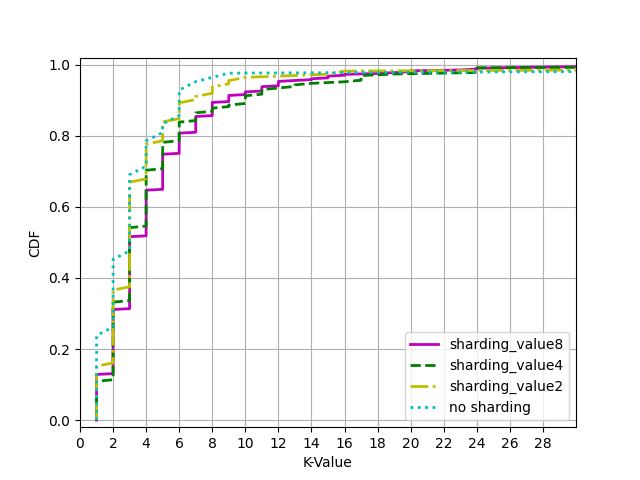 1.0
0.8
0.6
0.4
0.2
0.0
CDF
0 2 4 6 8 10 12 14 16 18 20 22 24 26 28
K-Value
sharding_value8
sharding_value4
sharding_value2
no sharding